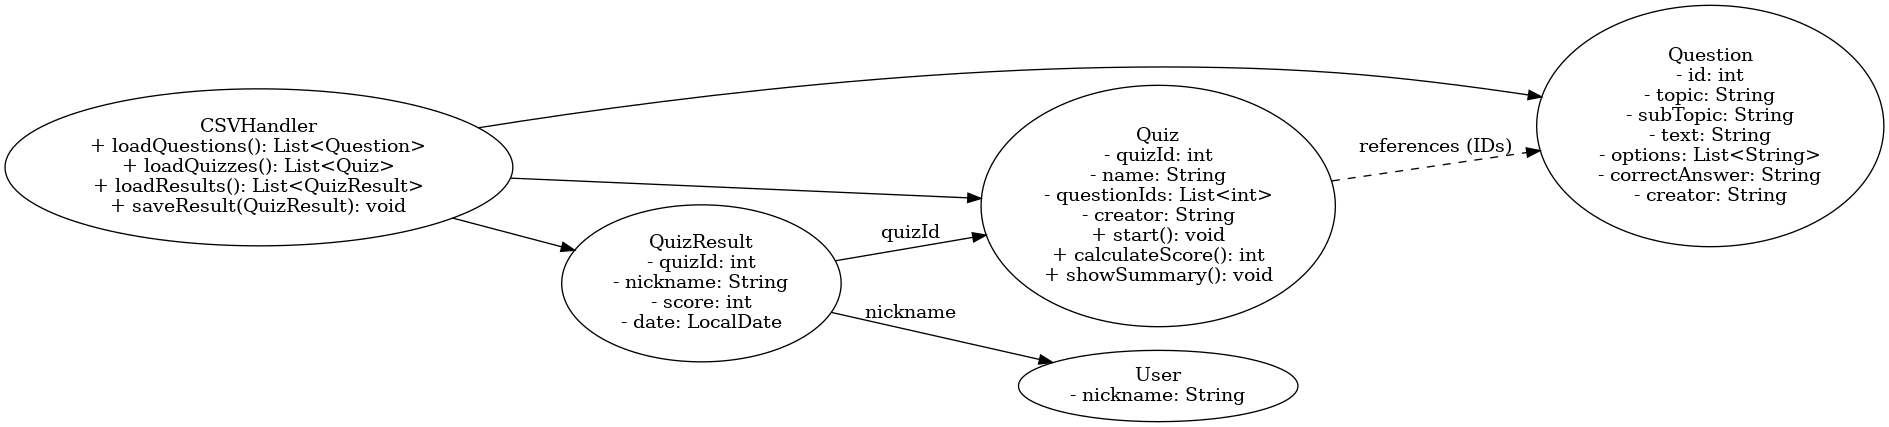 CSVHandler
+ loadQuestions(): List<Question>
+ loadQuizzes(): List<Quiz>
+ loadResults(): List<QuizResult>
+ saveResult(QuizResult): void
QuizResult
- quizId: int
- nickname: String
- score: int
- date: LocalDate
quizId
nickname
Quiz
- quizId: int
- name: String
- questionIds: List<int>
- creator: String
+ start(): void
+ calculateScore(): int
+ showSummary(): void
User
- nickname: String
references (IDs)
Question
- id: int
- topic: String
- subTopic: String
- text: String
- options: List<String>
- correctAnswer: String
- creator: String